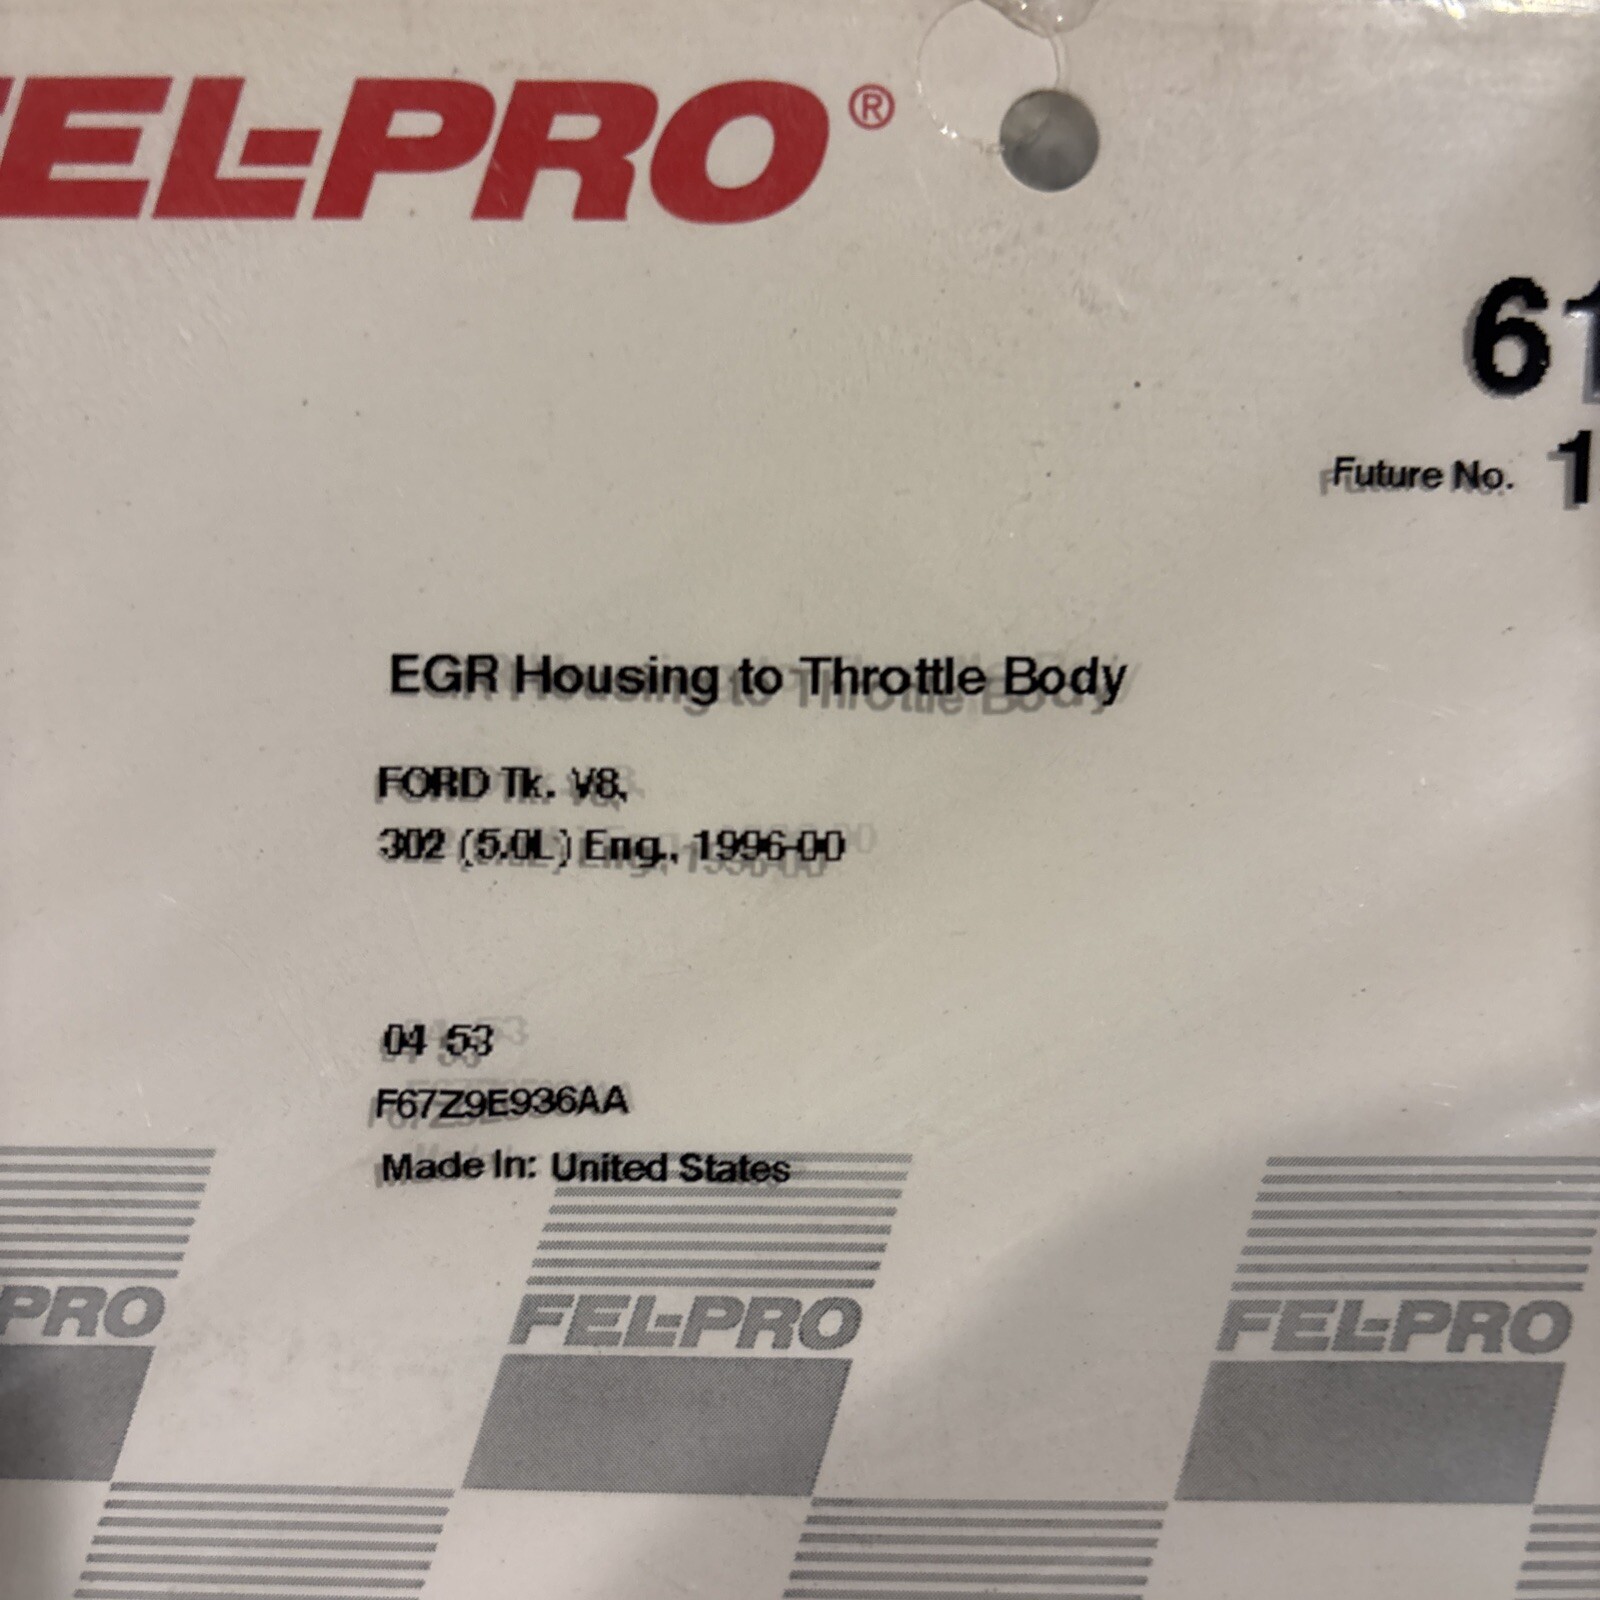 FEL-PRO®
61
Future No. 1
EGR Housing to Throttle Body
FORD Tk. V8,
302 (5.0L) Eng., 1996-00
04 53
F67Z9E936AA
Made In: United States
PRO FEL-PRO FEL-PRO